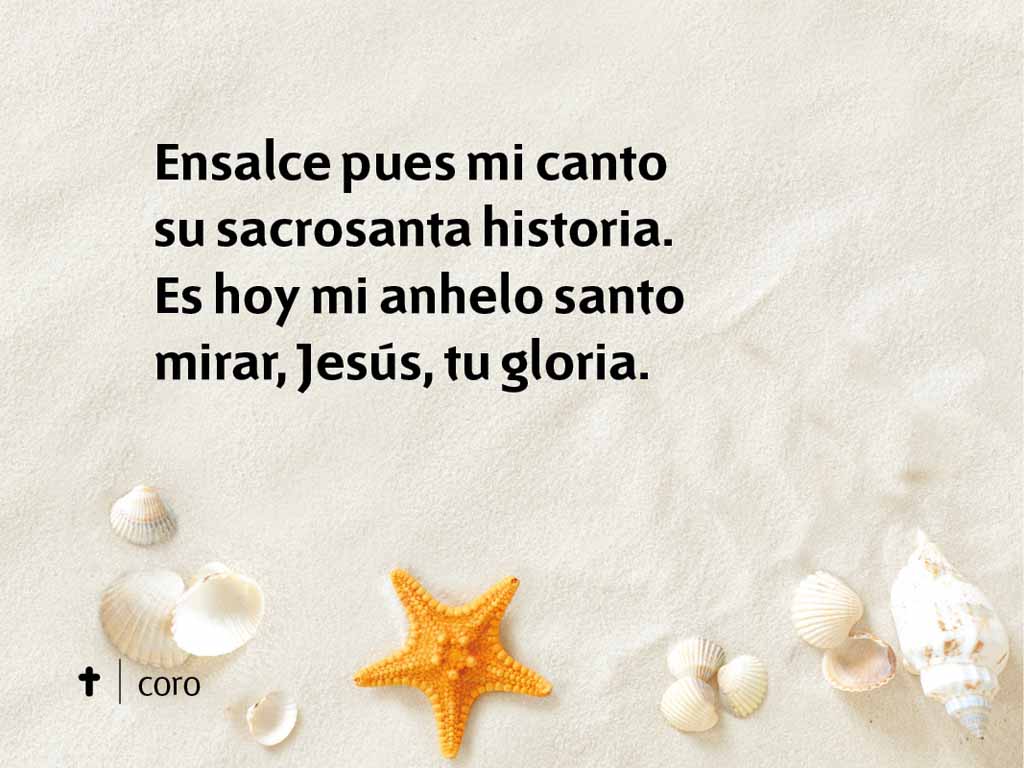 Ensalce pues mi canto
su sacrosanta historia.
Es hoy mi anhelo santo
mirar, Jesús, tu gloria.
coro